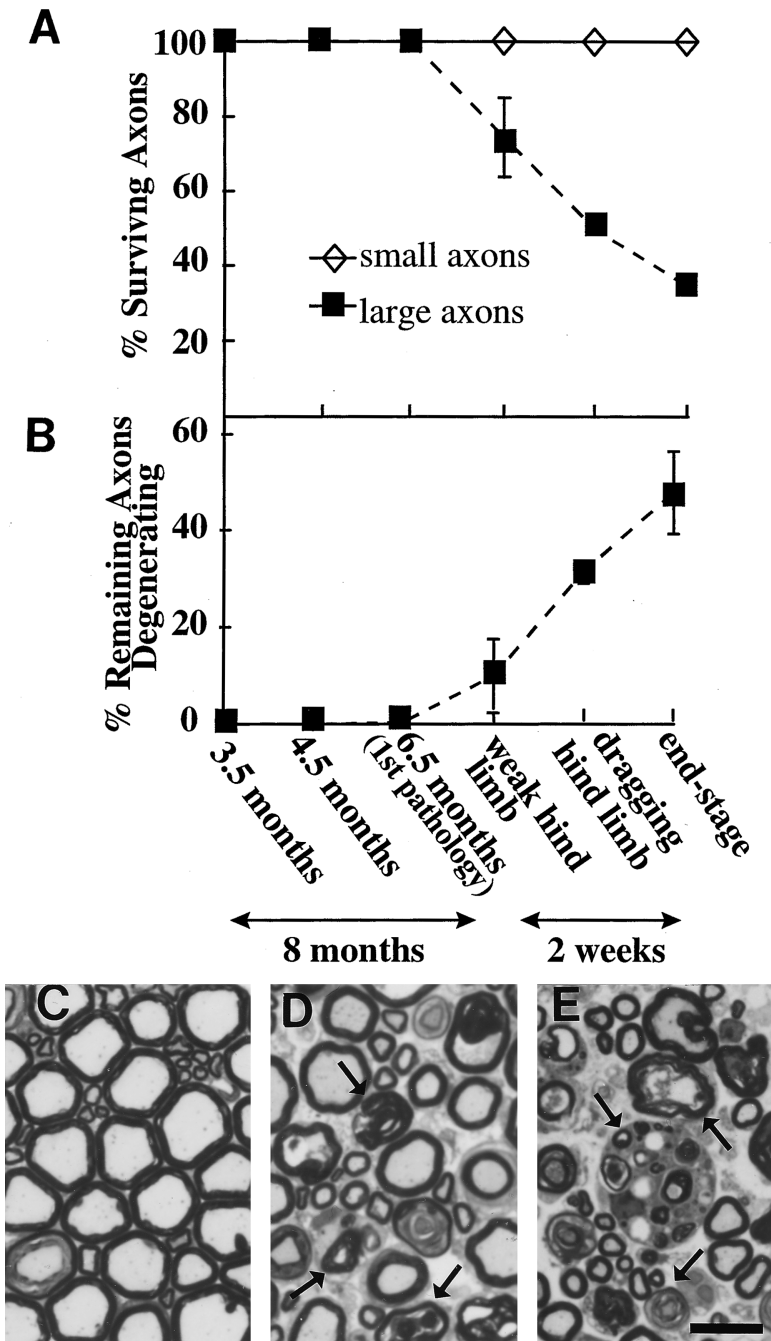 A
100
80
60
40
20
% Survivng Axons
small axons
large axons
B
60
40
20
0
% Remaining Axons
Degenerating
3.5 months
4.5 months
6.5 months
(1st pathology)
weak hind
limb
dragging
hind limb
end-stage
8 months
2 weeks
C
D
E